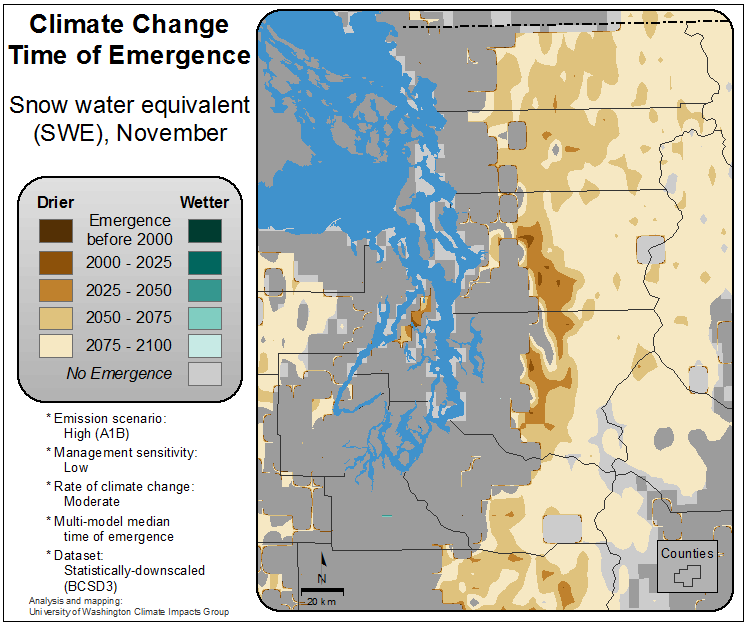 Climate Change
Time of Emergence
Snow water equivalent
(SWE), November
Drier
Wetter
Emergence
before 2000
2000 - 2025
2025 - 2050
2050 - 2075
2075 - 2100
No Emergence
* Emission scenario:
High (A1B)
* Management sensitivity:
Low
* Rate of climate change:
Moderate
* Multi-model median
time of emergence
* Dataset:
Statistically-downscaled
(BCSD3)
Analysis and mapping:
University of Washington Climate Impacts Group
N
20 km
Counties